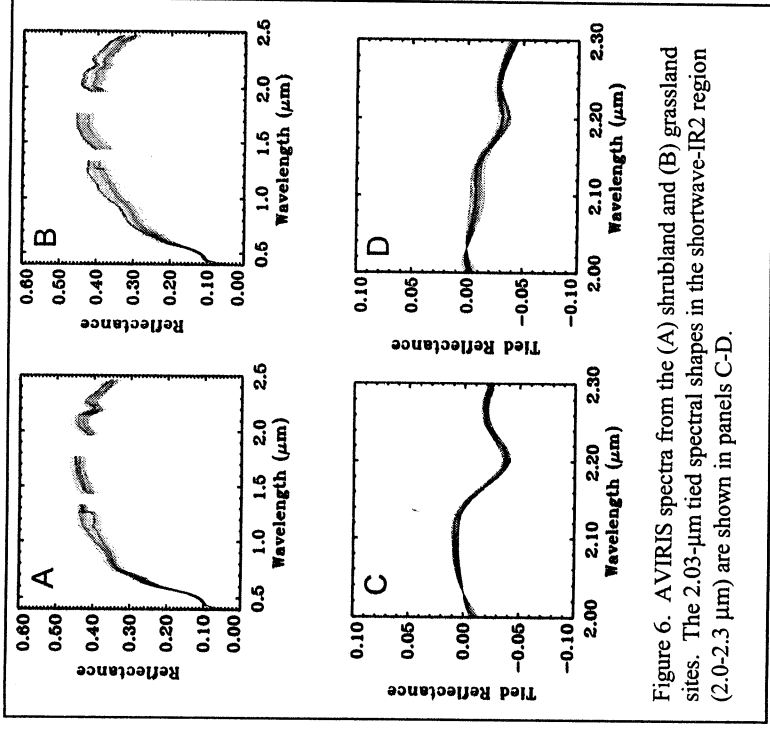 A
0.60
0.50
0.40
0.30
0.20
0.10
0.00
Reflectance
0.5 1.0 1.5 2.0 2.5
Wavelength (μm)
B
0.60
0.50
0.40
0.30
0.20
0.10
0.00
Reflectance
0.5 1.0 1.5 2.0 2.5
Wavelength (μm)
C
0.10
0.05
0.00
−0.05
−0.10
Tied Reflectance
2.00 2.10 2.20 2.30
Wavelength (μm)
D
0.10
0.05
0.00
−0.05
−0.10
Tied Reflectance
2.00 2.10 2.20 2.30
Wavelength (μm)
Figure 6. AVIRIS spectra from the (A) shrubland and (B) grassland
sites. The 2.03-μm tied spectral shapes in the shortwave-IR2 region
(2.0-2.3 μm) are shown in panels C-D.